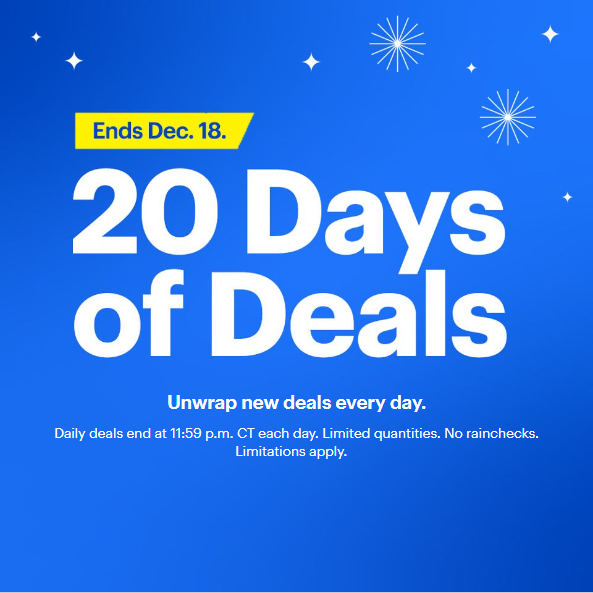 Ends Dec. 18.
20 Days
of Deals
Unwrap new deals every day.
Daily deals end at 11:59 p.m. CT each day. Limited quantities. No rainchecks.
Limitations apply.